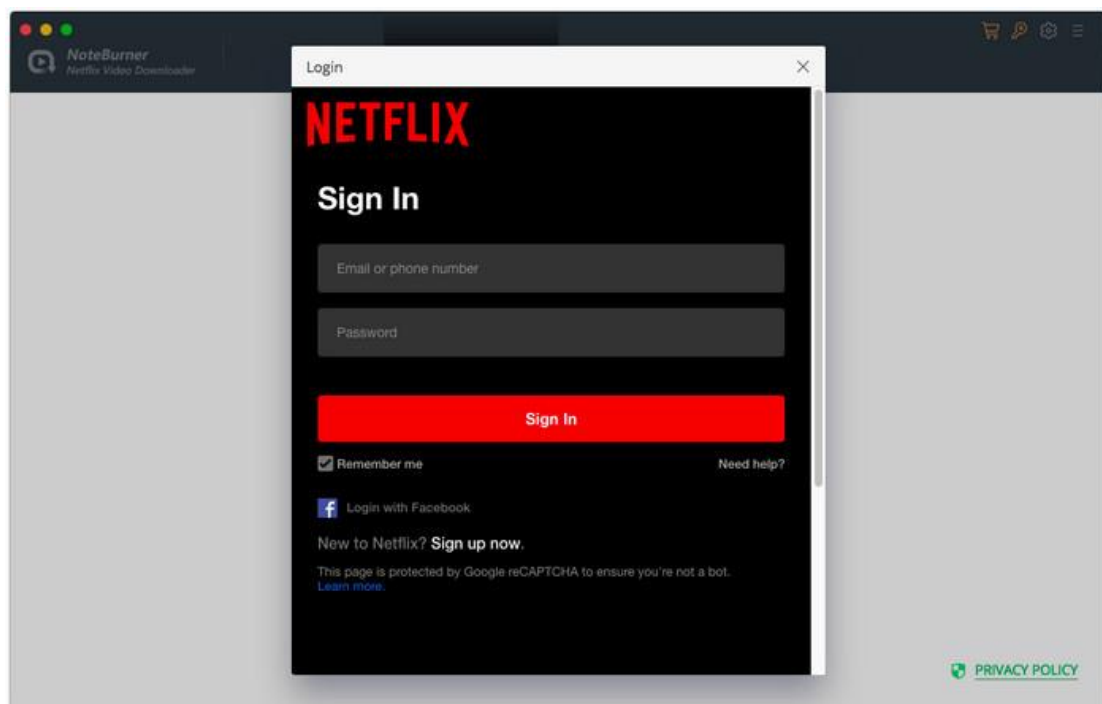 NoteBurner
Netflix Video Downloader
Login
NETFLIX
Sign In
Email or phone number
Password
Sign In
Remember me
Need help?
Login with Facebook
New to Netflix? Sign up now.
This page is protected by Google reCAPTCHA to ensure you're not a bot.
Learn more.
PRIVACY POLICY